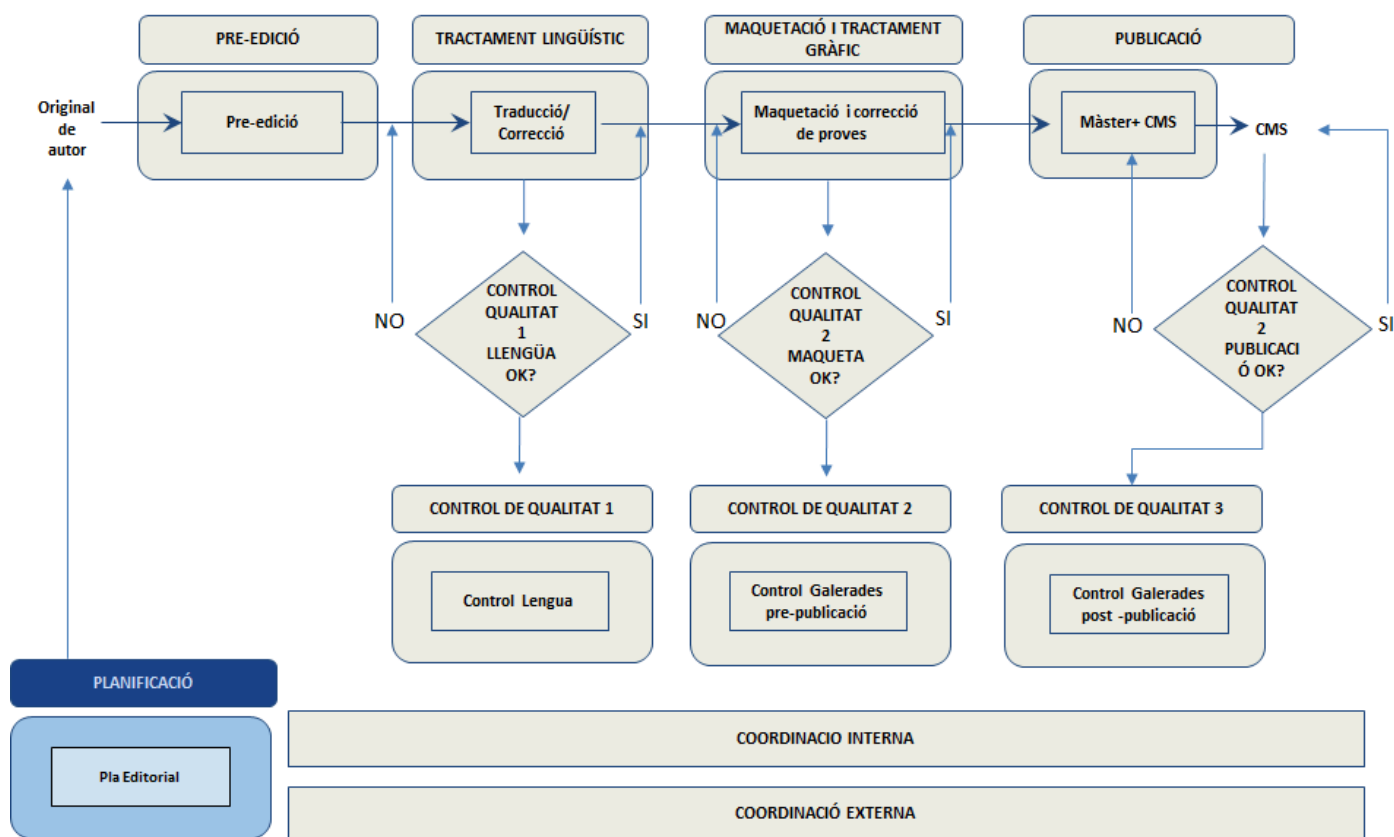 PRE-EDICIÓ
TRACTAMENT LINGÜÍSTIC
MAQUETACIÓ I TRACTAMENT
GRÀFIC
PUBLICACIÓ
Original
de
autor
Pre-edició
Traducció/
Correcció
Maquetació i correcció
de proves
Màster+ CMS
CMS
CONTROL
QUALITAT
1
LLENGÜA
OK?
NO
SI
CONTROL
QUALITAT
2
MAQUETA
OK?
NO
SI
CONTROL
QUALITAT
2
PUBLICACI
Ó OK?
NO
SI
CONTROL DE QUALITAT 1
CONTROL DE QUALITAT 2
CONTROL DE QUALITAT 3
Control Lengua
Control Galerades
pre-publicació
Control Galerades
post -publicació
PLANIFICACIÓ
Pla Editorial
COORDINACIO INTERNA
COORDINACIÓ EXTERNA